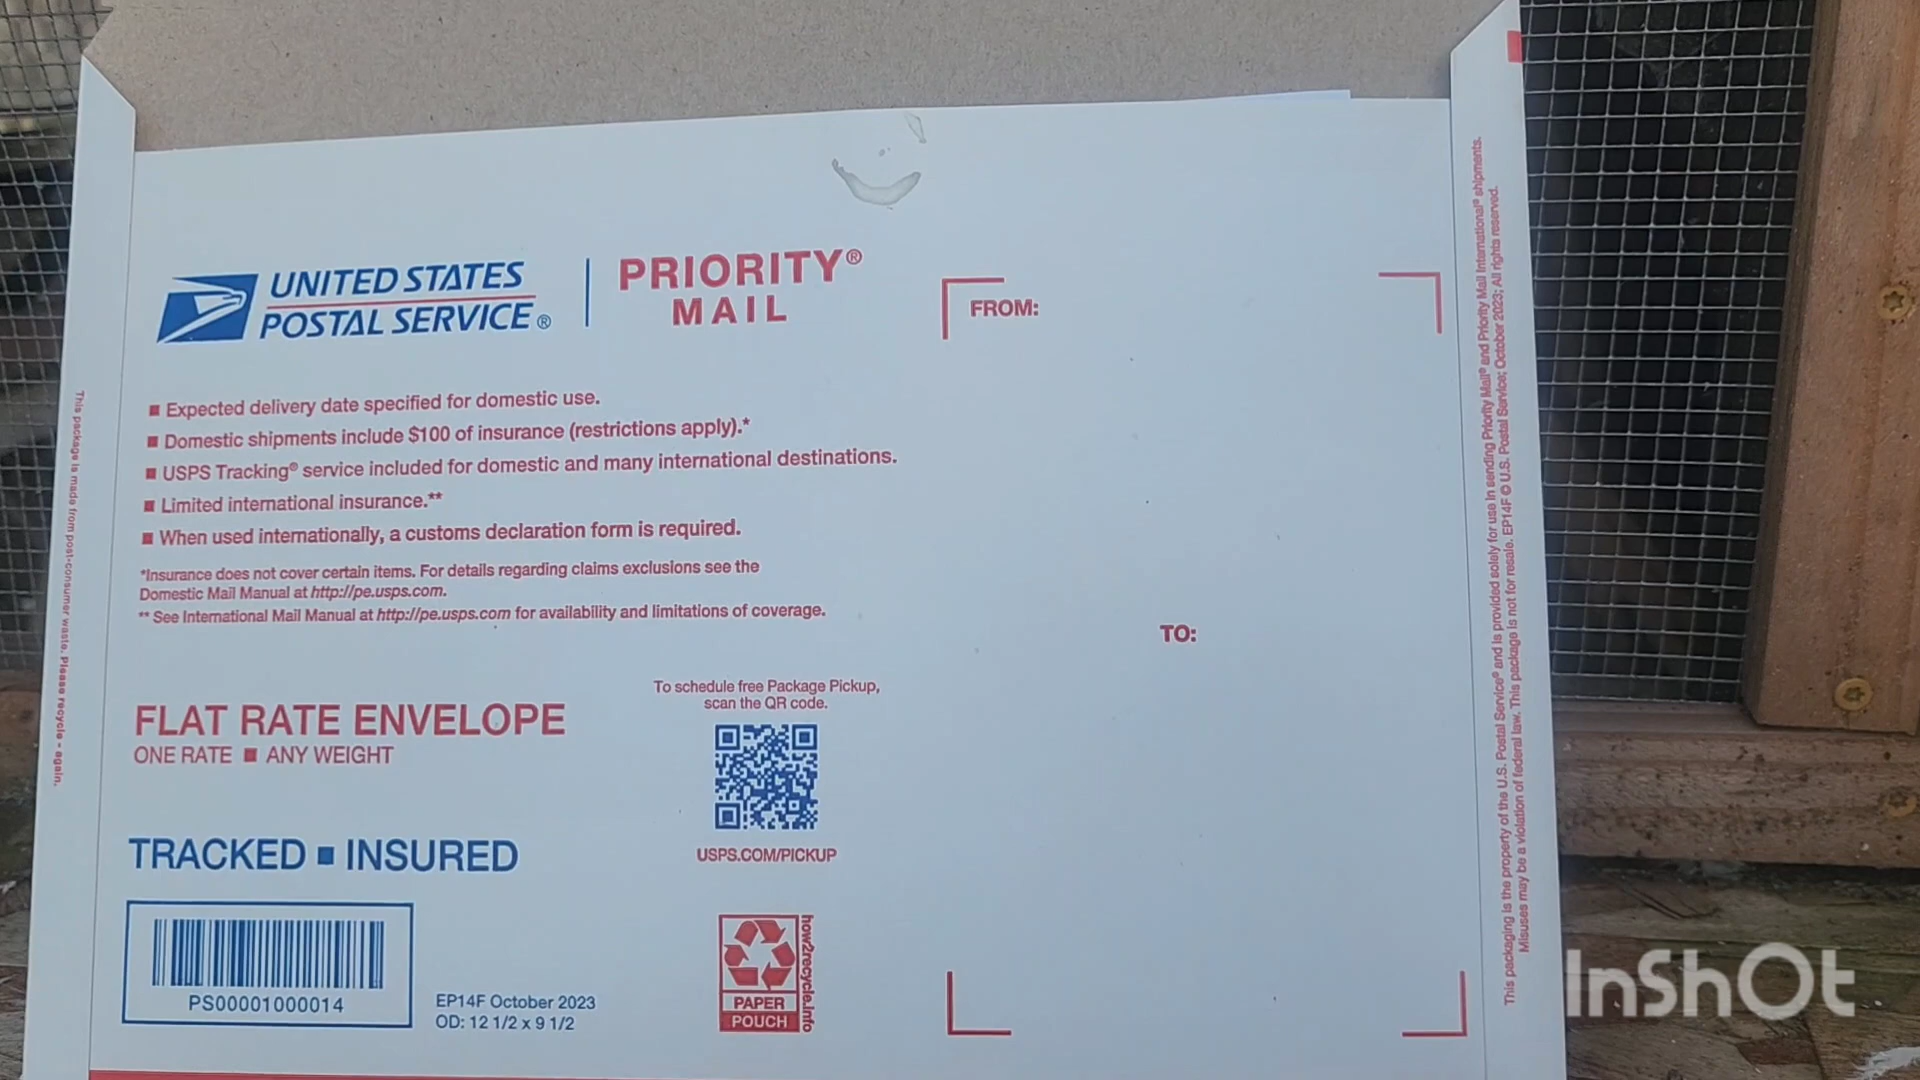 UNITED STATES
POSTAL SERVICE®
PRIORITY®
MAIL
FROM:
■ Expected delivery date specified for domestic use.
■ Domestic shipments include $100 of insurance (restrictions apply).*
■ USPS Tracking® service included for domestic and many international destinations.
■ Limited international insurance.**
■ When used internationally, a customs declaration form is required.
*Insurance does not cover certain items. For details regarding claims exclusions see the
Domestic Mail Manual at http://pe.usps.com.
** See International Mail Manual at http://pe.usps.com for availability and limitations of coverage.
TO:
FLAT RATE ENVELOPE
ONE RATE ■ ANY WEIGHT
To schedule free Package Pickup,
scan the QR code.
USPS.COM/PICKUP
TRACKED ■ INSURED
PS00001000014
EP14F October 2023
OD: 12 1/2 x 9 1/2
PAPER
POUCH
how2recycle.info
This package is made from post-consumer waste. Please recycle - again.
This packaging is the property of the U.S. Postal Service® and is provided solely for use in sending Priority Mail® and Priority Mail International® shipments.
Misuses may be a violation of federal law. This package is not for resale. EP14F © U.S. Postal Service; October 2023; All rights reserved.
InShOt